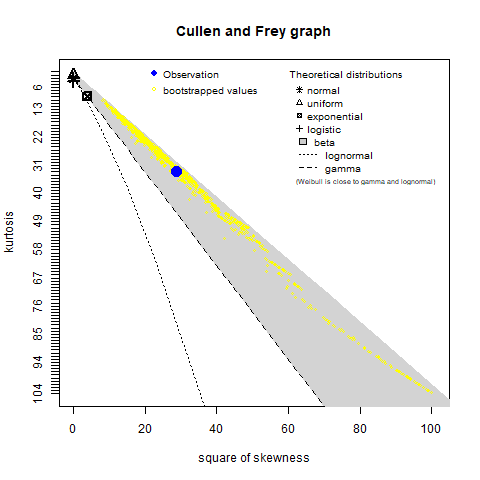 Cullen and Frey graph
Observation
bootstrapped values
Theoretical distributions
normal
uniform
exponential
logistic
beta
lognormal
gamma
(Weibull is close to gamma and lognormal)
kurtosis
6
13
22
31
40
49
58
67
76
85
94
104
0
20
40
60
80
100
square of skewness